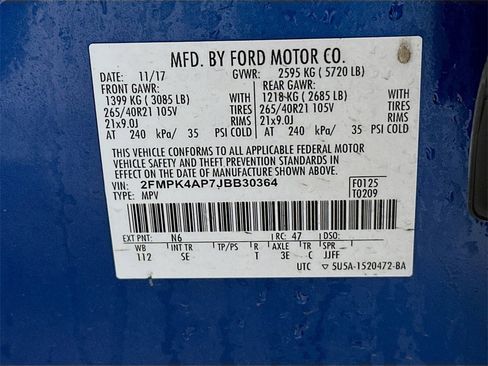 MFD. BY FORD MOTOR CO.
DATE: 11/17 GVWR: 2595 KG ( 5720 LB)
FRONT GAWR: REAR GAWR:
1399 KG ( 3085 LB) WITH 1218 KG ( 2685 LB) WITH
265/40R21 105V TIRES 265/40R21 105V TIRES
21x9.0J RIMS 21x9.0J RIMS
AT 240 kPa/ 35 PSI COLD AT 240 kPa/ 35 PSI COLD
THIS VEHICLE CONFORMS TO ALL APPLICABLE FEDERAL MOTOR
VEHICLE SAFETY AND THEFT PREVENTION STANDARDS IN
EFFECT ON THE DATE OF MANUFACTURE SHOWN ABOVE.
VIN: 2FMPK4AP7JBB30364 F0125
TYPE: MPV T0209
EXT PNT: N6 RC: 47 DSO:
WB INT TR TP/PS R AXLE TR SPR
112 SE T 3E C JJFF
UTC SU5A-1520472-BA